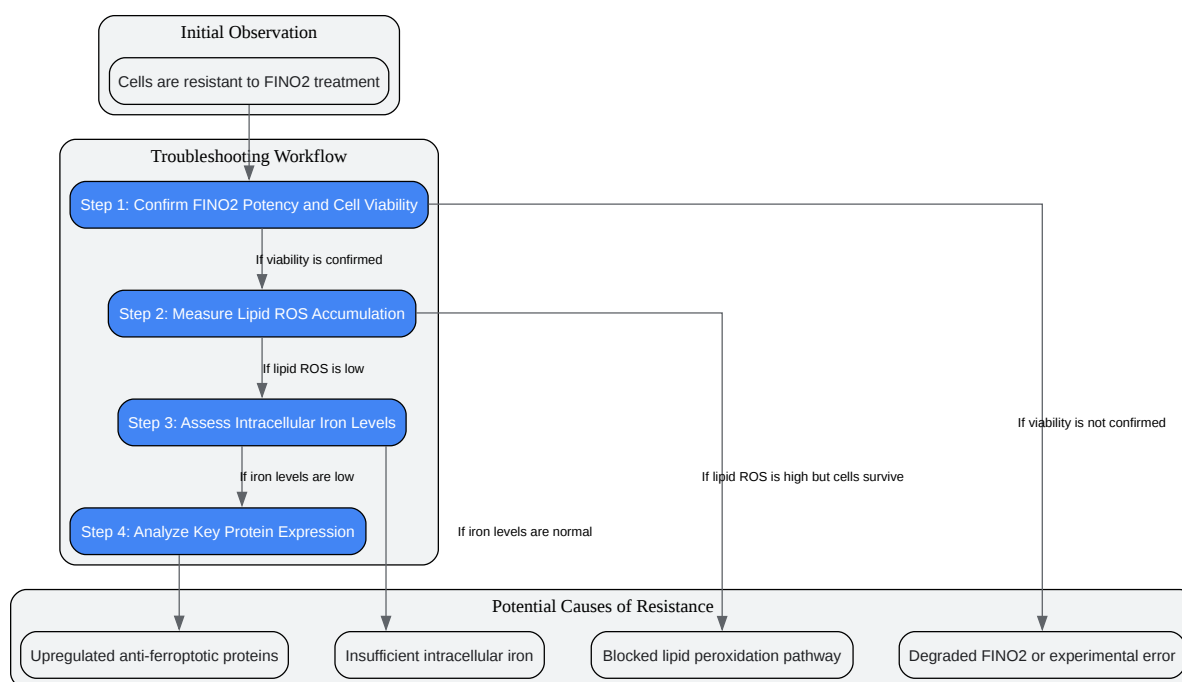 Initial Observation
Cells are resistant to FINO2 treatment
Troubleshooting Workflow
Step 1: Confirm FINO2 Potency and Cell Viability
If viability is confirmed
Step 2: Measure Lipid ROS Accumulation
If lipid ROS is low
Step 3: Assess Intracellular Iron Levels
If viability is not confirmed
If iron levels are low
If lipid ROS is high but cells survive
Step 4: Analyze Key Protein Expression
If iron levels are normal
Potential Causes of Resistance
Upregulated anti-ferroptotic proteins
Insufficient intracellular iron
Blocked lipid peroxidation pathway
Degraded FINO2 or experimental error